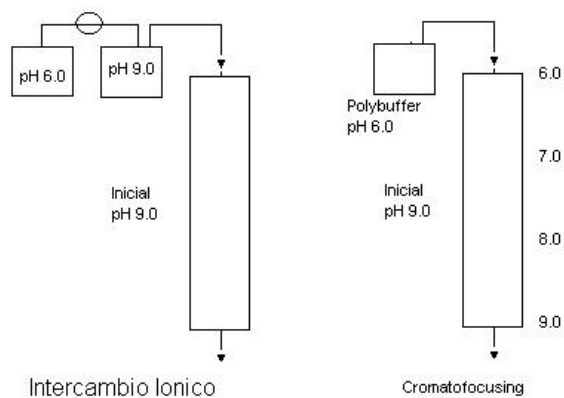 pH 6.0
pH 9.0
Inicial
pH 9.0
Intercambio Ionico
Polybuffer
pH 6.0
Inicial
pH 9.0
6.0
7.0
8.0
9.0
Cromatofocusing